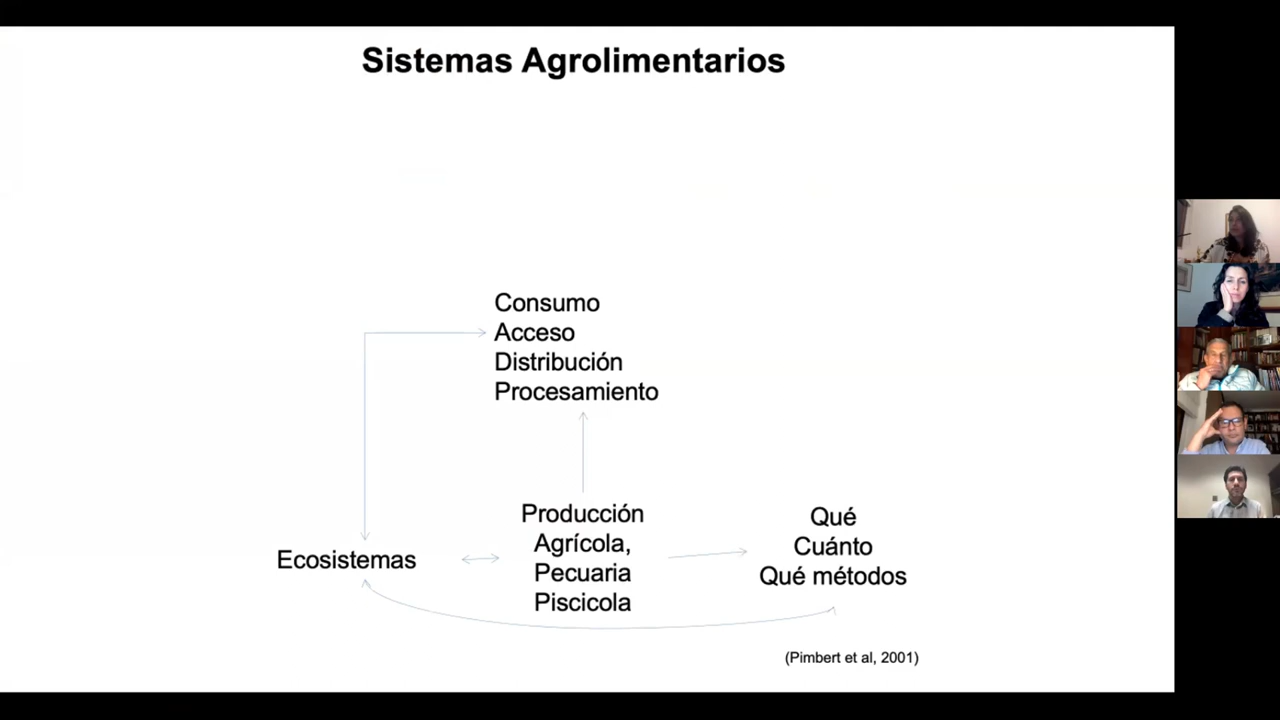 Sistemas Agrolimentarios
Consumo
Acceso
Distribución
Procesamiento
Ecosistemas
Producción
Agrícola,
Pecuaria
Piscicola
Qué
Cuánto
Qué métodos
(Pimbert et al, 2001)